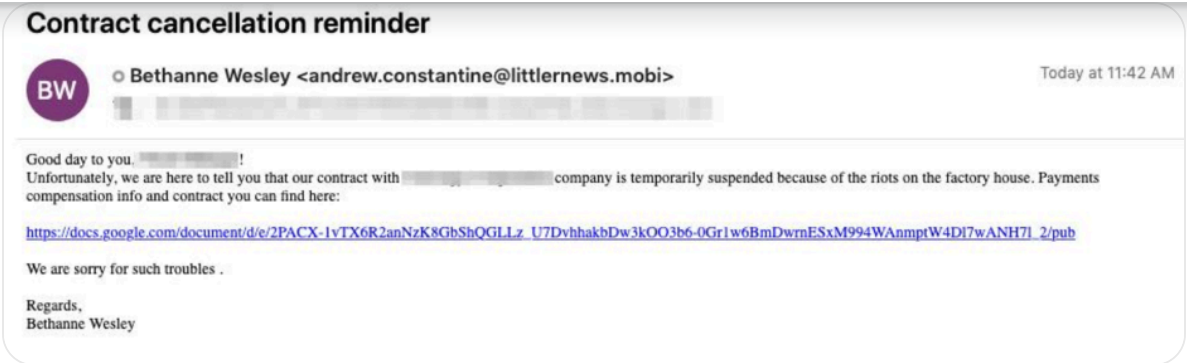 Contract cancellation reminder
BW
Bethanne Wesley <andrew.constantine@littlernews.mobi>
Today at 11:42 AM
Good day to you, !
Unfortunately, we are here to tell you that our contract with company is temporarily suspended because of the riots on the factory house. Payments
compensation info and contract you can find here:
https://docs.google.com/document/d/e/2PACX-1vTX6R2anNzK8GbShQGLLz_U7DvhhakbDw3kOO3b6-0Gr1w6BmDwrnESxM994WAnmptW4Dl7wANH7l_2/pub
We are sorry for such troubles .
Regards,
Bethanne Wesley